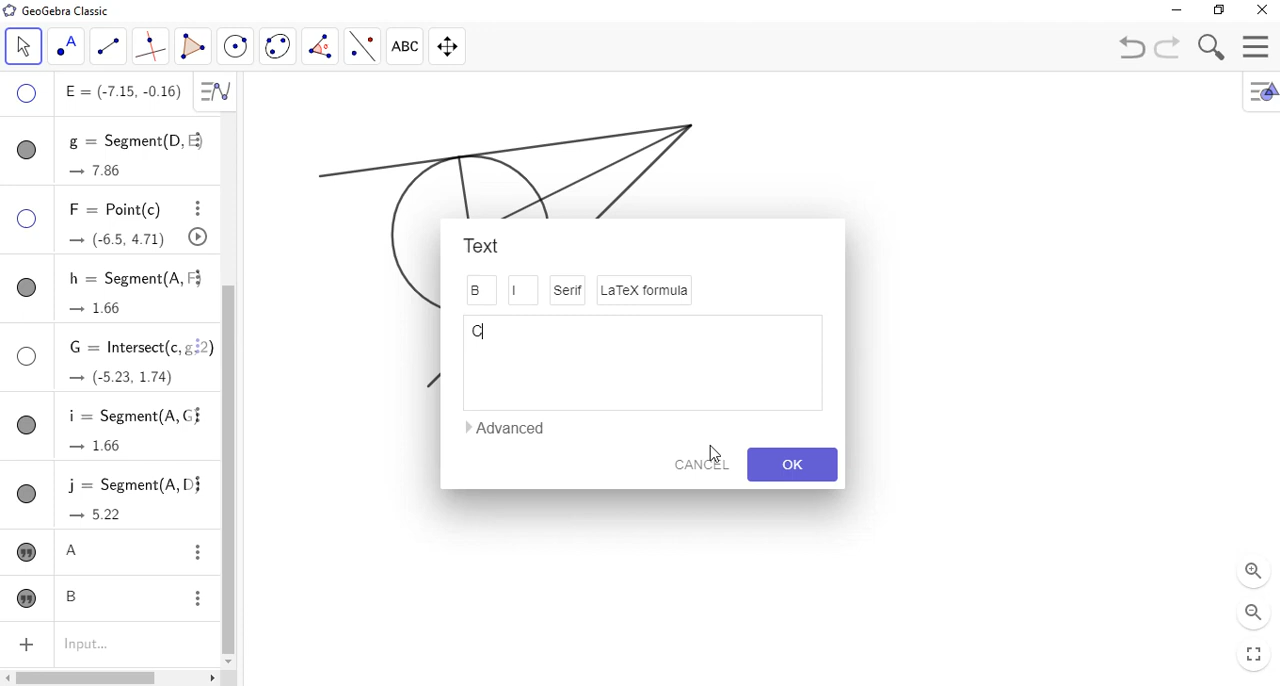 GeoGebra Classic
A
ABC
E = (-7.15, -0.16)
g = Segment(D, E)
→ 7.86
F = Point(c)
→ (-6.5, 4.71)
h = Segment(A, F)
→ 1.66
G = Intersect(c, g, 2)
→ (-5.23, 1.74)
i = Segment(A, G)
→ 1.66
j = Segment(A, D)
→ 5.22
A
B
+ Input...
Text
B I Serif LaTeX formula
C
Advanced
CANCEL OK